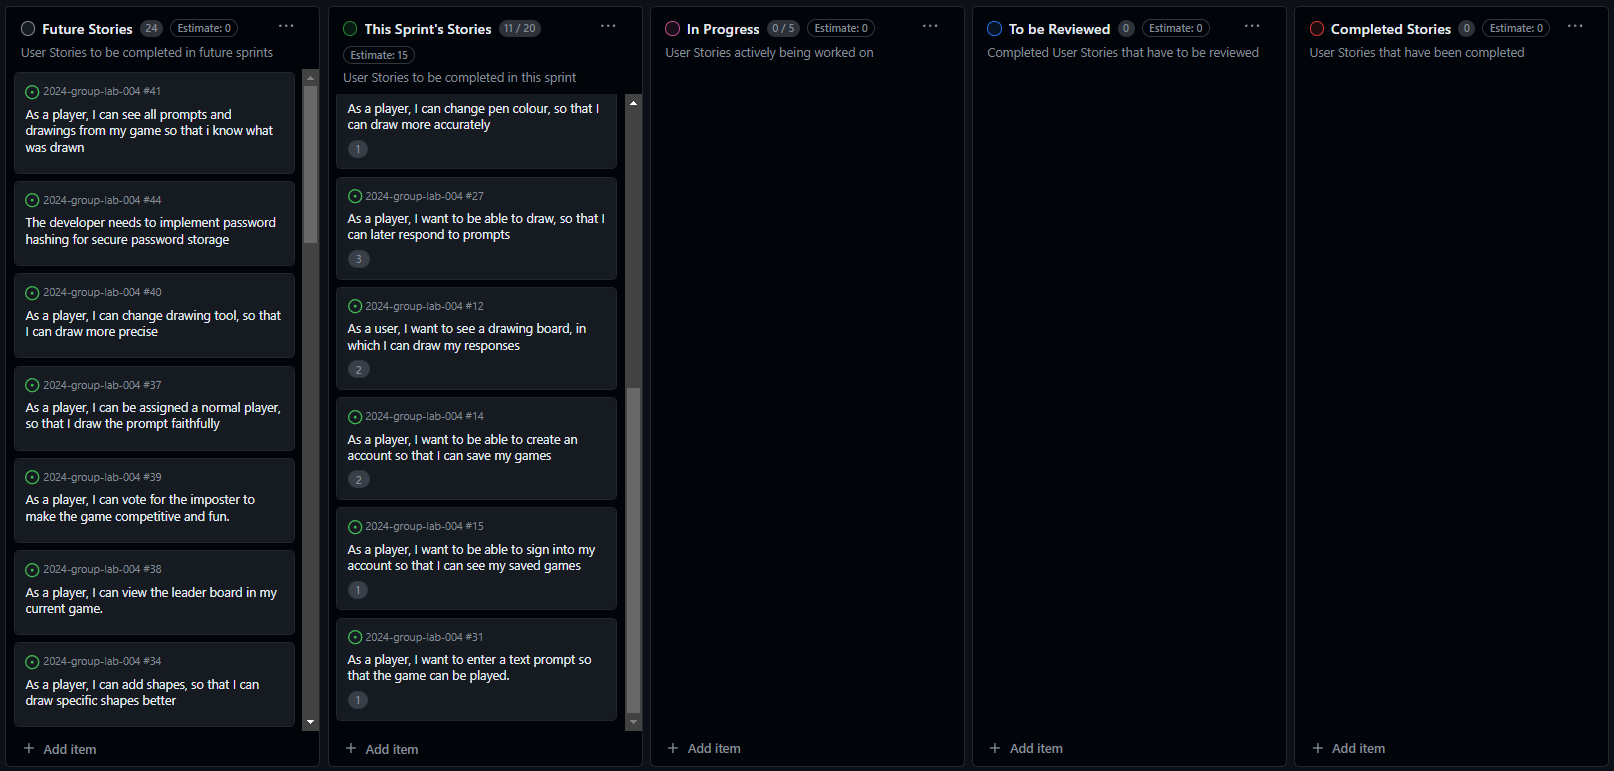 Future Stories 24 Estimate: 0 ···
User Stories to be completed in future sprints
2024-group-lab-004 #41
As a player, I can see all prompts and
drawings from my game so that i know what
was drawn
2024-group-lab-004 #44
The developer needs to implement password
hashing for secure password storage
2024-group-lab-004 #40
As a player, I can change drawing tool, so that
I can draw more precise
2024-group-lab-004 #37
As a player, I can be assigned a normal player,
so that I draw the prompt faithfully
2024-group-lab-004 #39
As a player, I can vote for the imposter to
make the game competitive and fun.
2024-group-lab-004 #38
As a player, I can view the leader board in my
current game.
2024-group-lab-004 #34
As a player, I can add shapes, so that I can
draw specific shapes better
+ Add item
This Sprint's Stories 11 / 20 ···
Estimate: 15
User Stories to be completed in this sprint
As a player, I can change pen colour, so that I
can draw more accurately
1
2024-group-lab-004 #27
As a player, I want to be able to draw, so that I
can later respond to prompts
3
2024-group-lab-004 #12
As a user, I want to see a drawing board, in
which I can draw my responses
2
2024-group-lab-004 #14
As a player, I want to be able to create an
account so that I can save my games
2
2024-group-lab-004 #15
As a player, I want to be able to sign into my
account so that I can see my saved games
1
2024-group-lab-004 #31
As a player, I want to enter a text prompt so
that the game can be played.
1
+ Add item
In Progress 0 / 5 Estimate: 0 ···
User Stories actively being worked on
+ Add item
To be Reviewed 0 Estimate: 0 ···
Completed User Stories that have to be reviewed
+ Add item
Completed Stories 0 Estimate: 0 ···
User Stories that have been completed
+ Add item